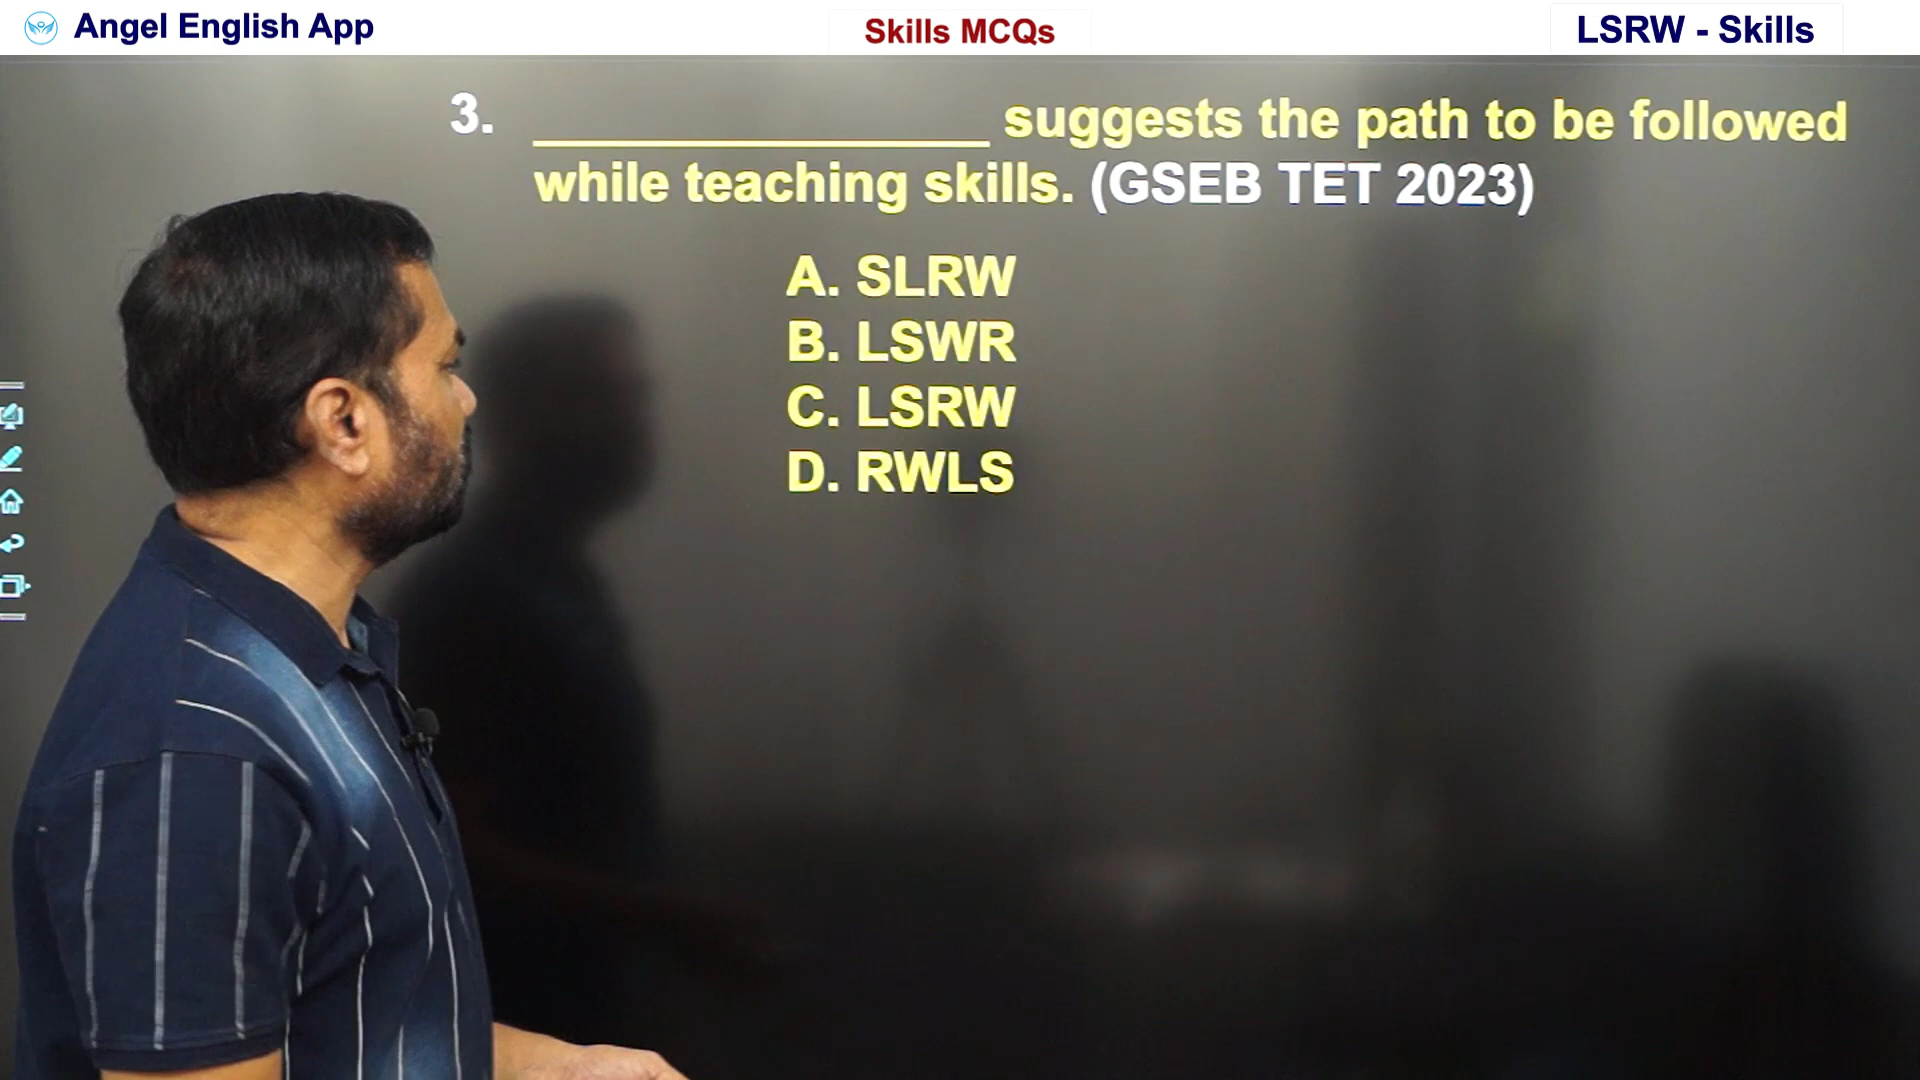 Angel English App
Skills MCQs
LSRW - Skills
3. ________________ suggests the path to be followed
while teaching skills. (GSEB TET 2023)
A. SLRW
B. LSWR
C. LSRW
D. RWLS